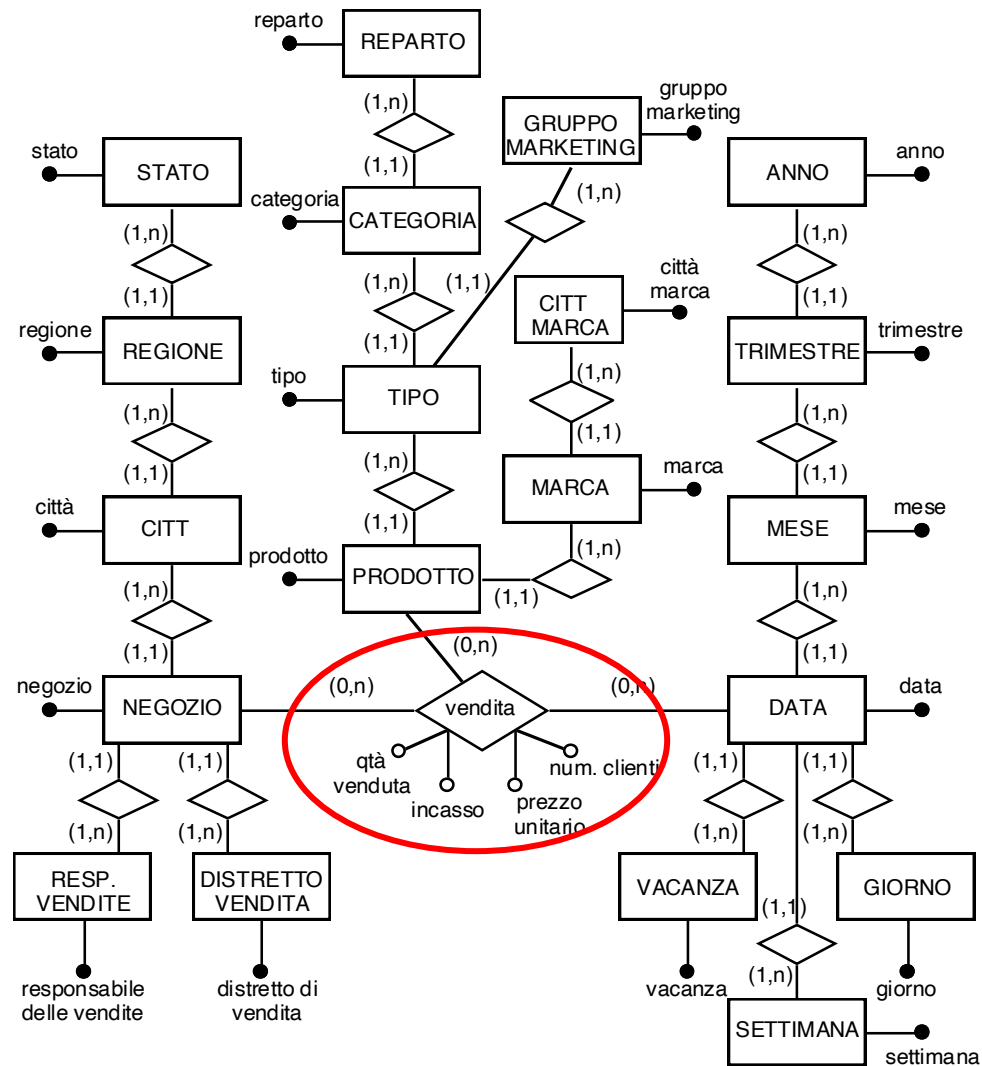 reparto
REPARTO
(1,n)
(1,1)
categoria
CATEGORIA
(1,n)
(1,1)
tipo
TIPO
(1,n)
(1,1)
prodotto
PRODOTTO
(1,1)
(0,n)
gruppo
marketing
GRUPPO
MARKETING
(1,n)
(1,1)
città
marca
CITT
MARCA
(1,n)
(1,1)
marca
MARCA
(1,n)
stato
STATO
(1,n)
(1,1)
regione
REGIONE
(1,n)
(1,1)
città
CITT
(1,n)
(1,1)
negozio
NEGOZIO
(0,n)
(1,1)
(1,n)
RESP.
VENDITE
responsabile
delle vendite
(1,1)
(1,n)
DISTRETTO
VENDITA
distretto di
vendita
vendita
qtà
venduta
incasso
prezzo
unitario
num. clienti
(0,n)
anno
ANNO
(1,n)
(1,1)
trimestre
TRIMESTRE
(1,n)
(1,1)
mese
MESE
(1,n)
(1,1)
data
DATA
(1,1)
(1,n)
VACANZA
vacanza
(1,1)
(1,n)
GIORNO
giorno
(1,1)
(1,n)
SETTIMANA
settimana